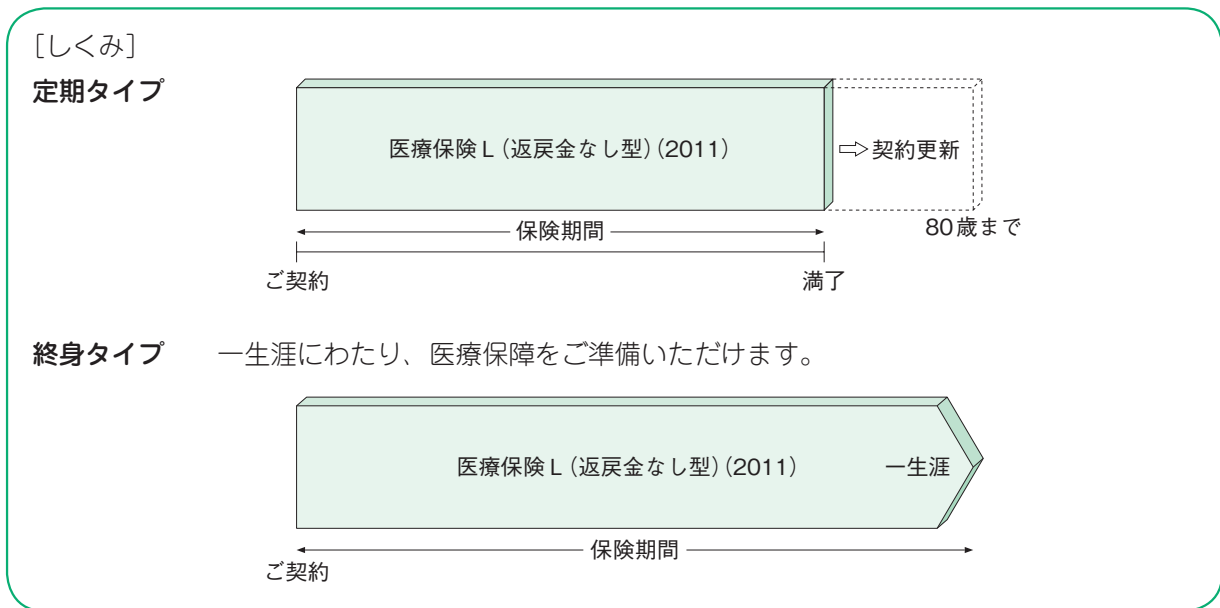 [しくみ]
定期タイプ
医療保険L(返戻金なし型)(2011)
⇨契約更新
保険期間
80歳まで
ご契約
満了
終身タイプ 一生涯にわたり、医療保障をご準備いただけます。
医療保険L(返戻金なし型)(2011) 一生涯
保険期間
ご契約